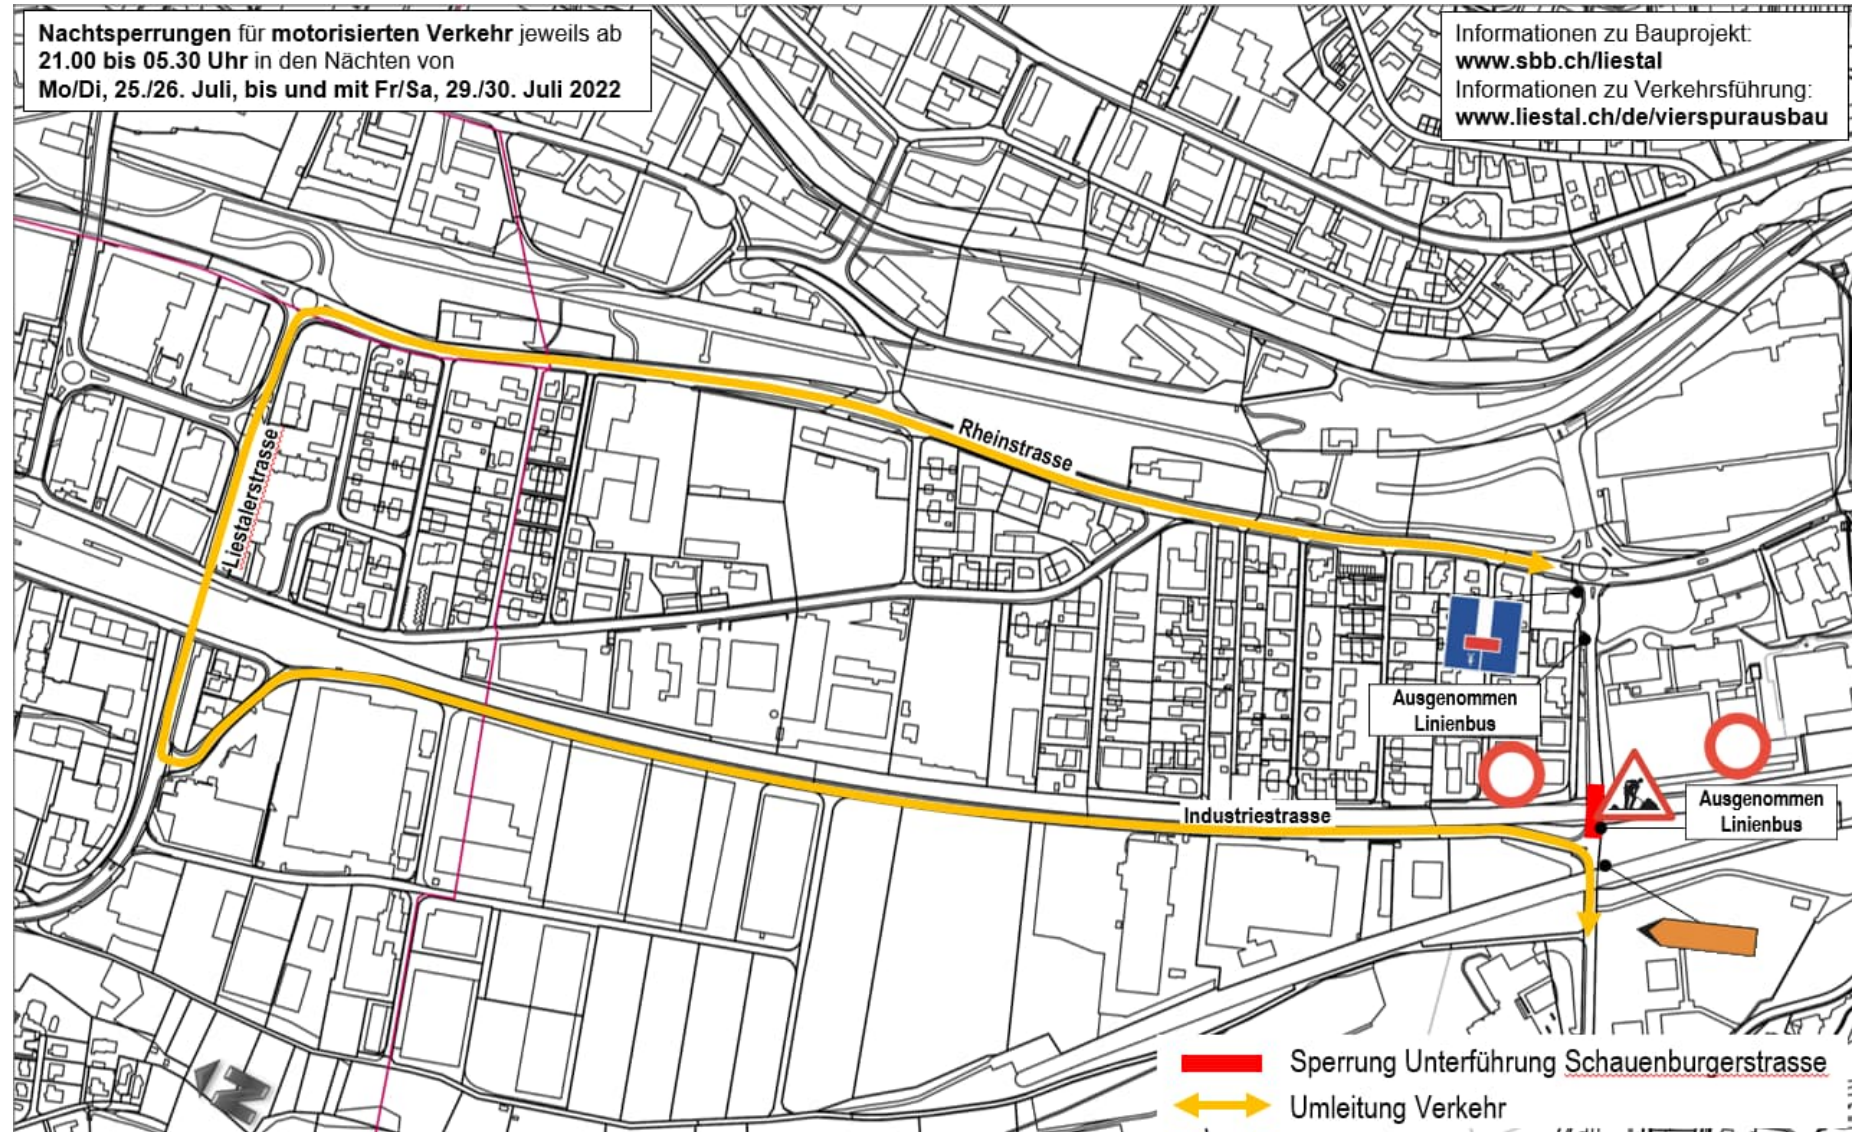 Nachtsperrungen für motorisierten Verkehr jeweils ab
21.00 bis 05.30 Uhr in den Nächten von
Mo/Di, 25./26. Juli, bis und mit Fr/Sa, 29./30. Juli 2022
Informationen zu Bauprojekt:
www.sbb.ch/liestal
Informationen zu Verkehrsführung:
www.liestal.ch/de/vierspurausbau
Rheinstrasse
Liestalerstrasse
Ausgenommen
Linienbus
Industriestrasse
Ausgenommen
Linienbus
N
Sperrung Unterführung Schauenburgerstrasse
Umleitung Verkehr